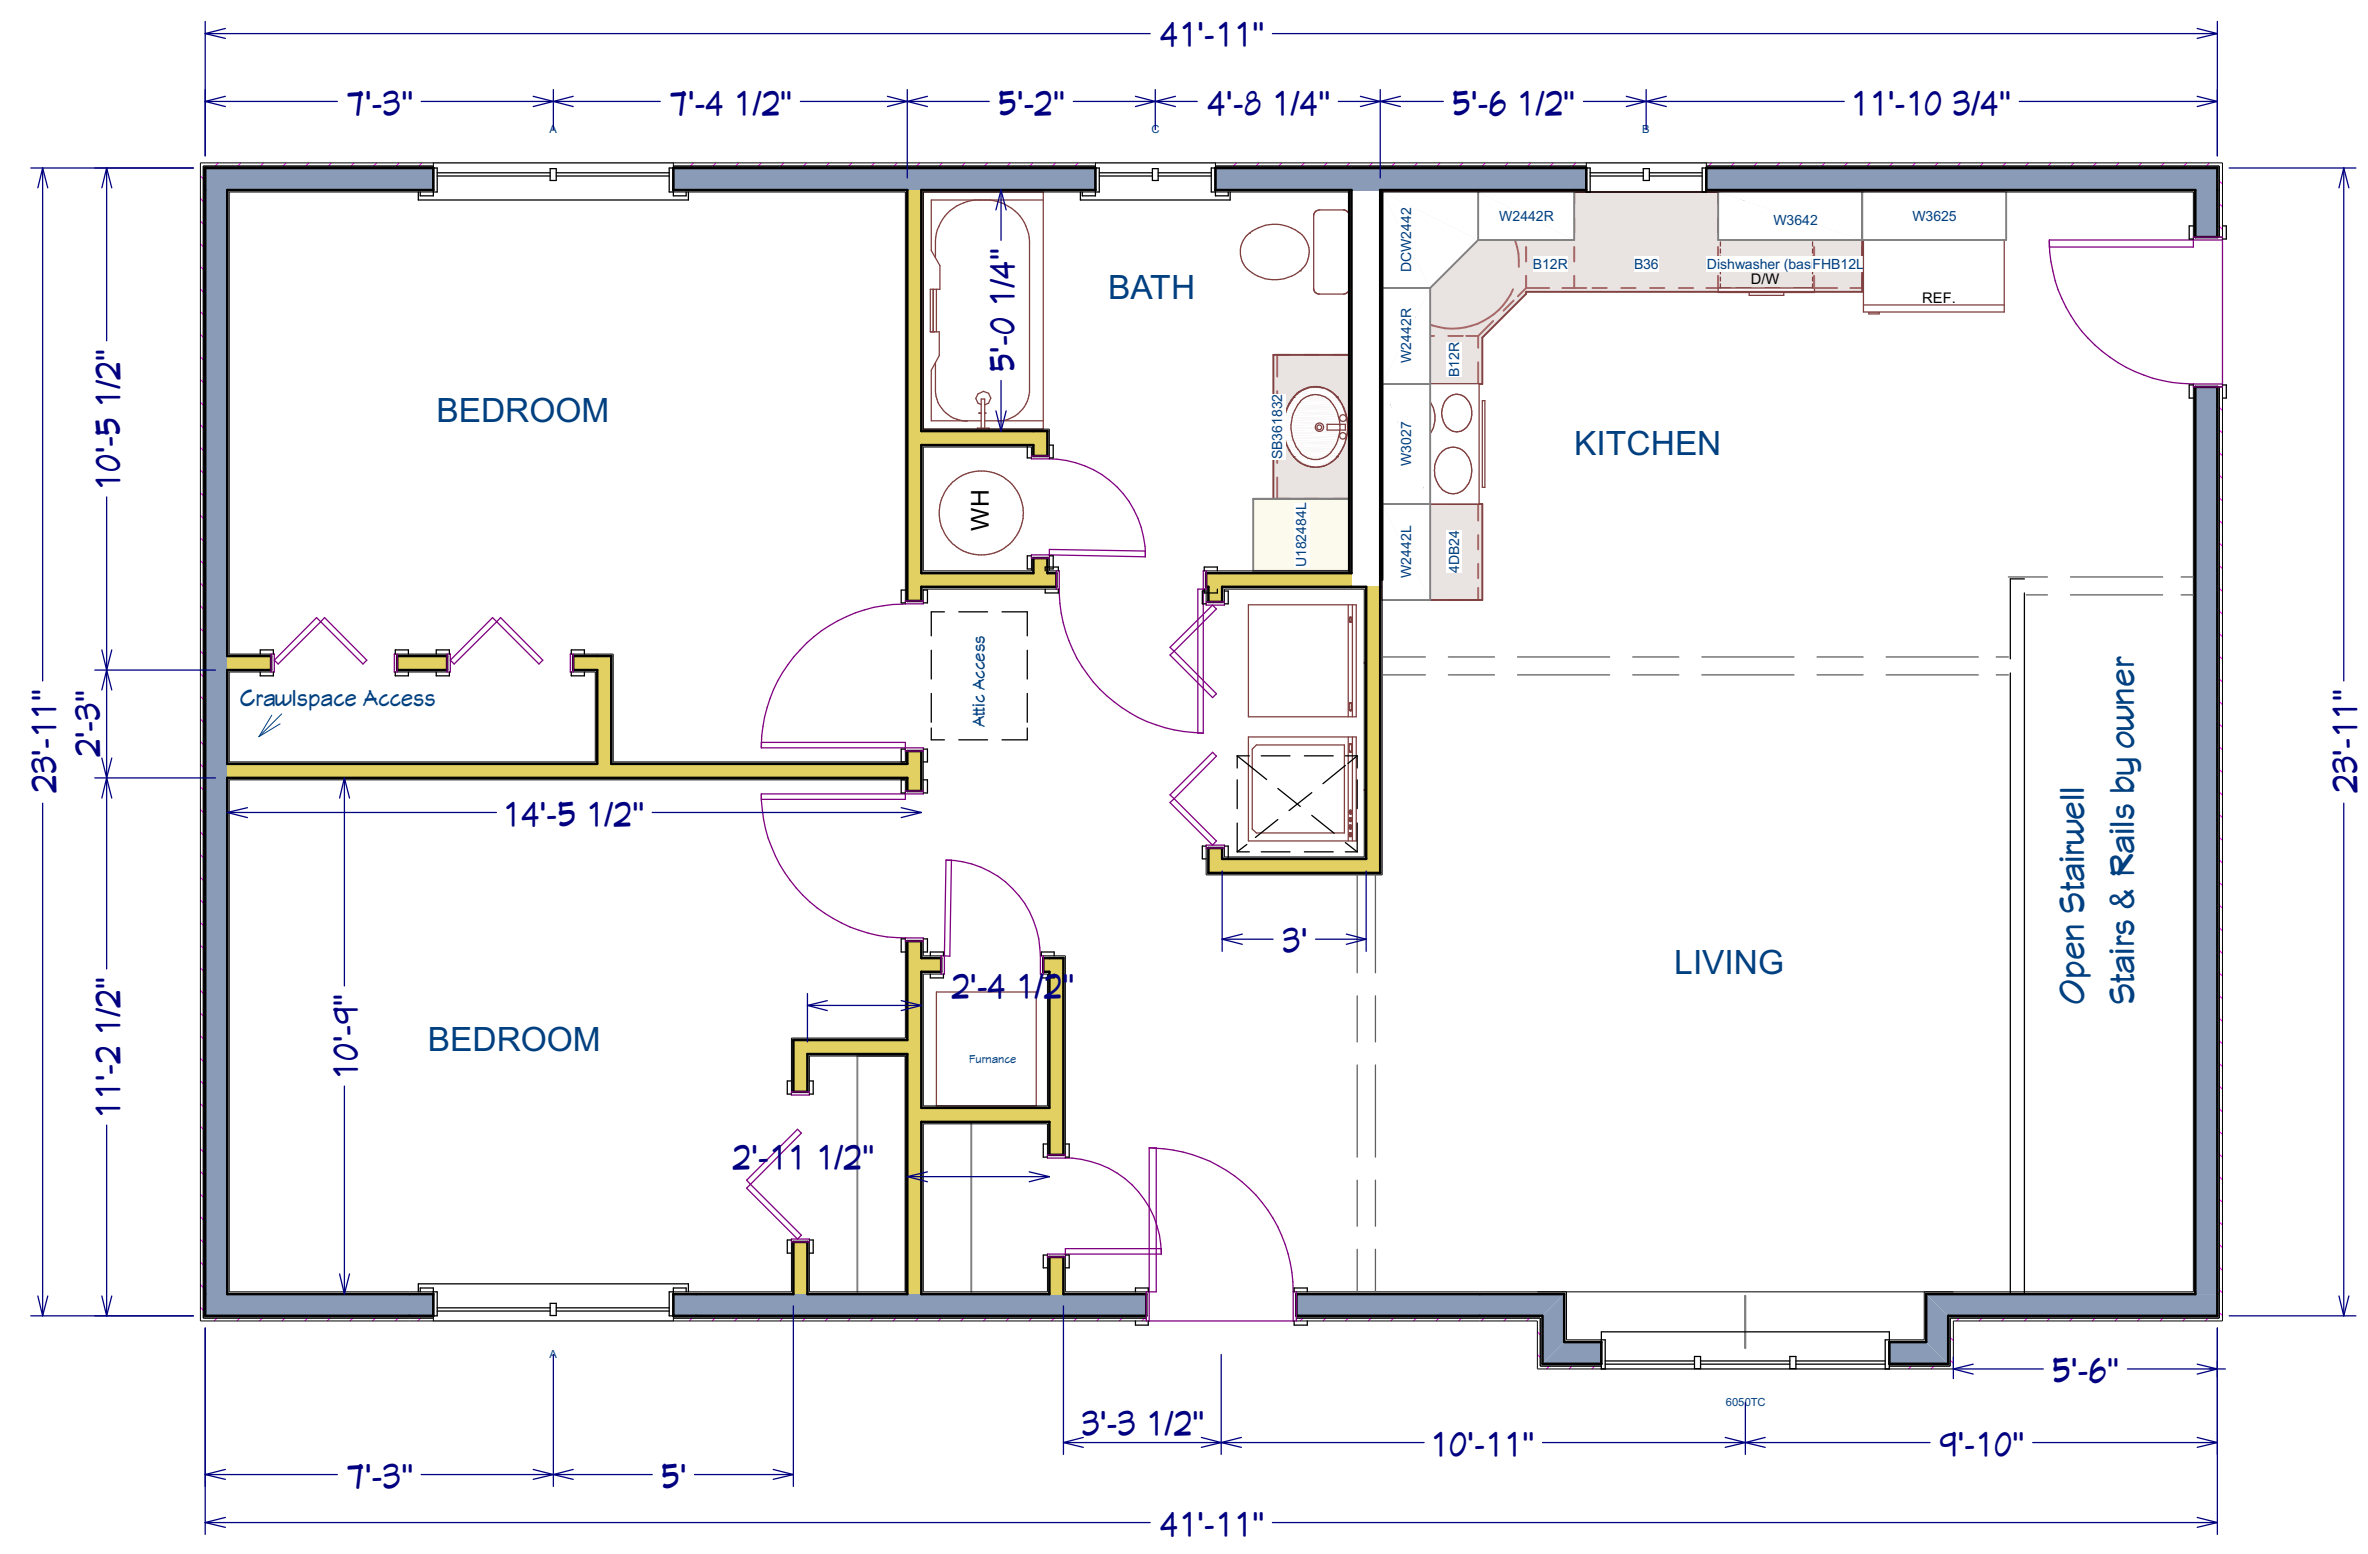 41'-11"
7'-3"
7'-4 1/2"
5'-2"
4'-8 1/4"
5'-6 1/2"
11'-10 3/4"
A
C
B
DCW2442
W2442R
W3642
W3625
B12R
B36
Dishwasher (bas
FHB12L
D/W
REF.
5'-0 1/4"
BATH
W2442R
B12R
BEDROOM
10'-5 1/2"
SB361832
W3027
KITCHEN
WH
U182484L
W2442L
4DB24
Attic Access
Crawlspace Access
23'-11"
2'-3"
23'-11"
14'-5 1/2"
Open Stairwell
Stairs & Rails by owner
3'
LIVING
2'-4 1/2"
10'-9"
BEDROOM
11'-2 1/2"
Furnance
2'-11 1/2"
A
5'-6"
6050TC
3'-3 1/2"
10'-11"
9'-10"
7'-3"
5'
41'-11"